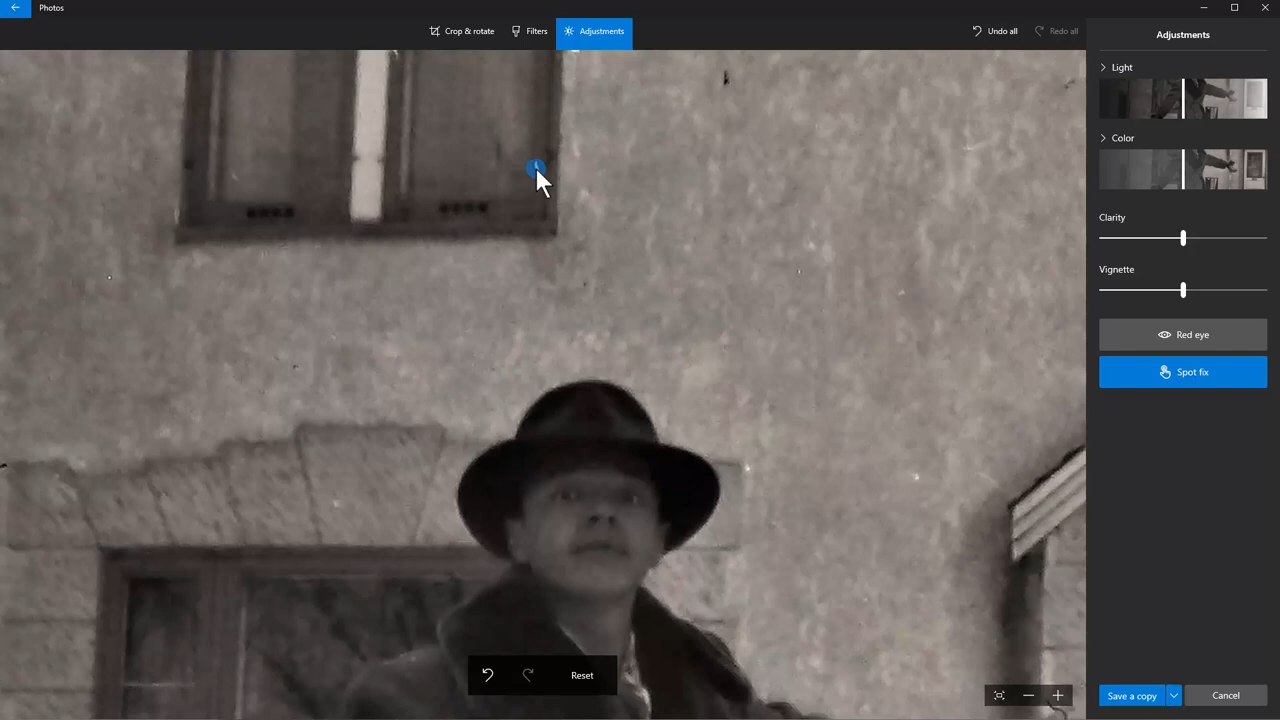 Photos
Crop & rotate
Filters
Adjustments
Undo all
Redo all
Adjustments
Light
Color
Clarity
Vignette
Red eye
Spot fix
Reset
Save a copy
Cancel